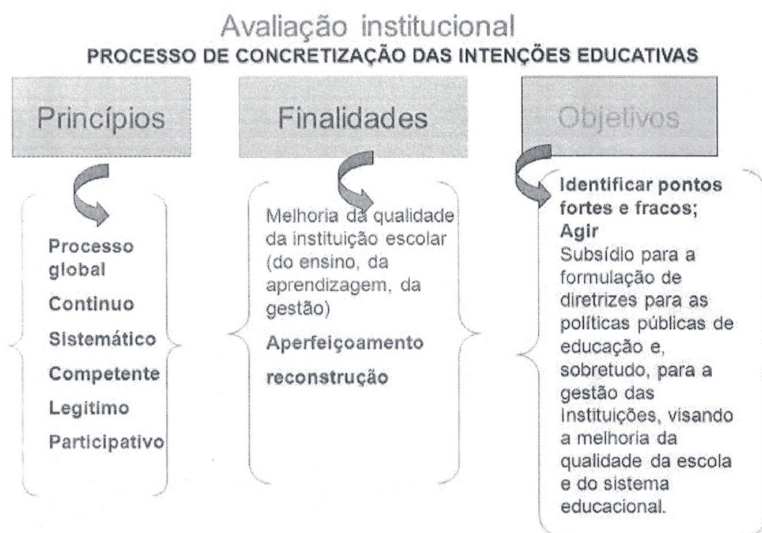 Avaliação institucional
PROCESSO DE CONCRETIZAÇÃO DAS INTENÇÕES EDUCATIVAS
Princípios
Processo
global
Continuo
Sistemático
Competente
Legitimo
Participativo
Finalidades
Melhoria da qualidade
da instituição escolar
(do ensino, da
aprendizagem, da
gestão)
Aperfeiçoamento
reconstrução
Objetivos
Identificar pontos
fortes e fracos;
Agir
Subsídio para a
formulação de
diretrizes para as
políticas públicas de
educação e,
sobretudo, para a
gestão das
Instituições, visando
a melhoria da
qualidade da escola
e do sistema
educacional.